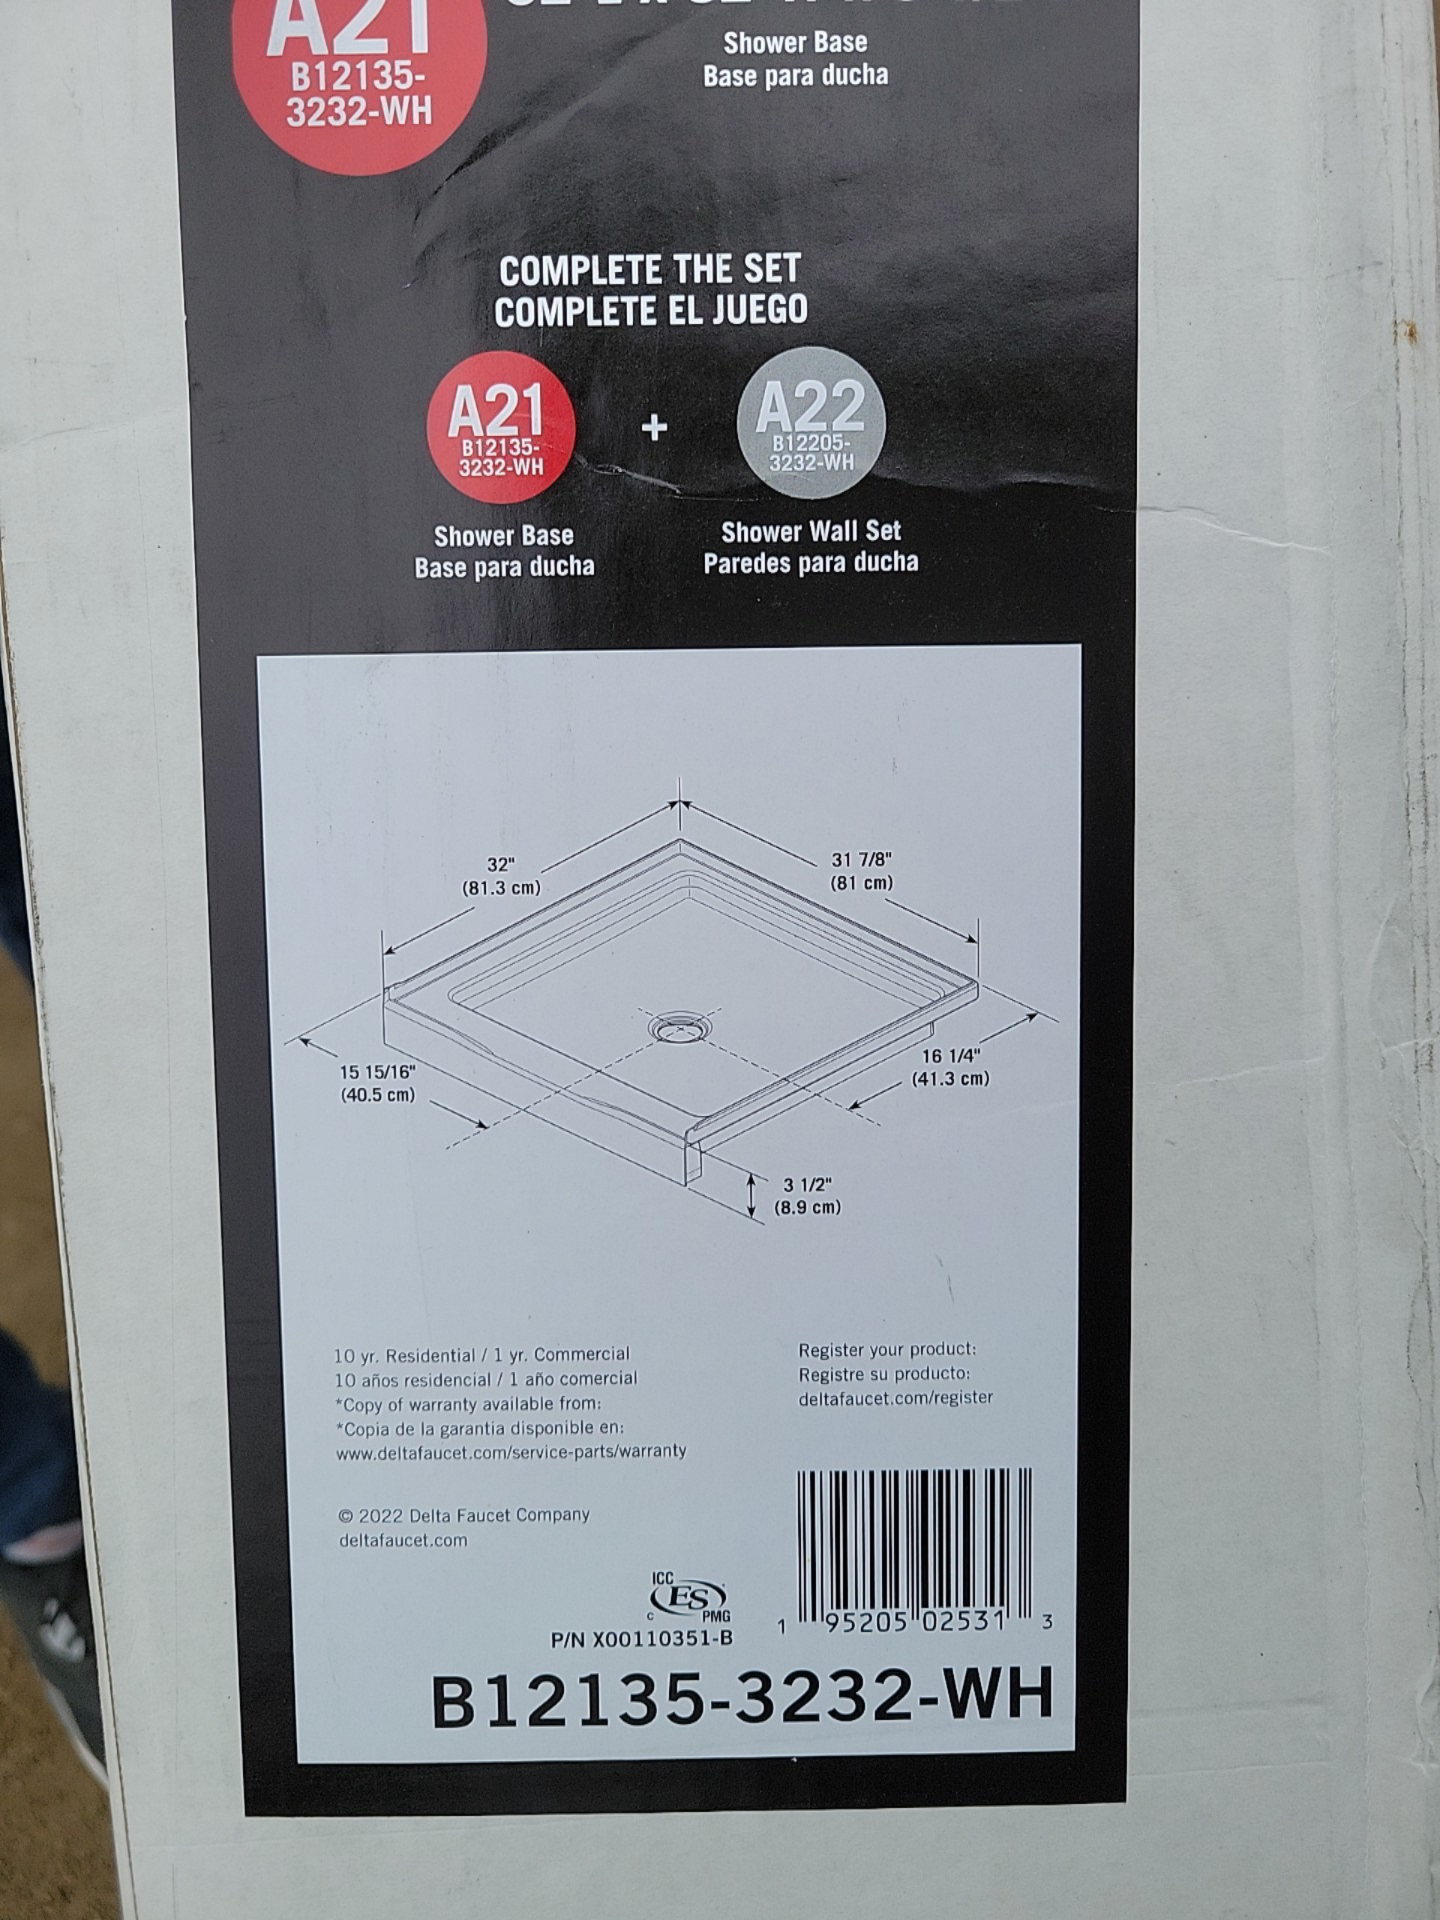 A21
B12135-
3232-WH
Shower Base
Base para ducha
COMPLETE THE SET
COMPLETE EL JUEGO
A21
B12135-
3232-WH
+
A22
B12205-
3232-WH
Shower Base
Base para ducha
Shower Wall Set
Paredes para ducha
32"
(81.3 cm)
31 7/8"
(81 cm)
15 15/16"
(40.5 cm)
16 1/4"
(41.3 cm)
3 1/2"
(8.9 cm)
10 yr. Residential / 1 yr. Commercial
10 años residencial / 1 año comercial
*Copy of warranty available from:
*Copia de la garantia disponible en:
www.deltafaucet.com/service-parts/warranty
Register your product:
Registre su producto:
deltafaucet.com/register
© 2022 Delta Faucet Company
deltafaucet.com
ICC
ES
C PMG
P/N X00110351-B
1 95205 02531 3
B12135-3232-WH